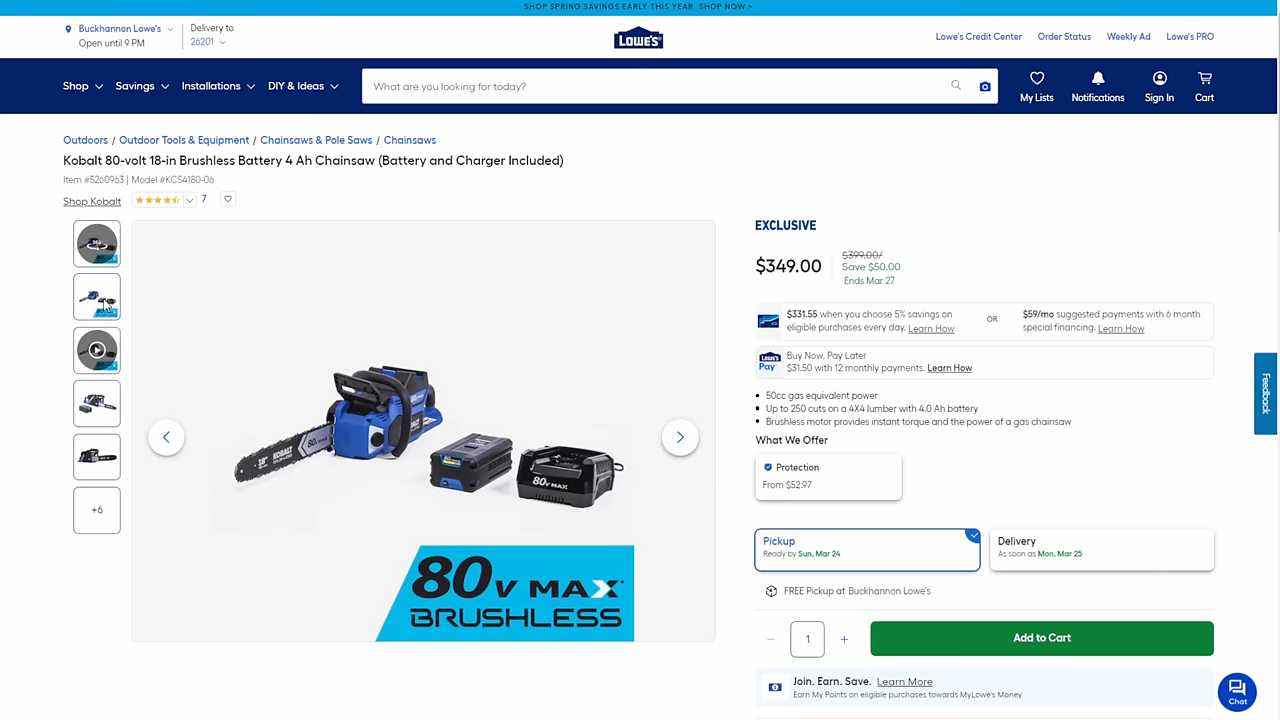 SHOP SPRING SAVINGS EARLY THIS YEAR. SHOP NOW >
Buckhannon Lowe's
Open until 9 PM
Delivery to
26201
LOWE'S
Lowe's Credit Center
Order Status
Weekly Ad
Lowe's PRO
Shop
Savings
Installations
DIY & Ideas
What are you looking for today?
My Lists
Notifications
Sign In
Cart
Outdoors / Outdoor Tools & Equipment / Chainsaws & Pole Saws / Chainsaws
Kobalt 80-volt 18-in Brushless Battery 4 Ah Chainsaw (Battery and Charger Included)
Item #5260963 | Model #KCS4180-06
Shop Kobalt
7
+6
KOBALT
80V MAX
80V MAX
BRUSHLESS
EXCLUSIVE
$349.00
$399.00/
Save $50.00
Ends Mar 27
$331.55 when you choose 5% savings on
eligible purchases every day. Learn How
OR
$59/mo suggested payments with 6 month
special financing. Learn How
LOWE'S
Pay
Buy Now, Pay Later
$31.50 with 12 monthly payments. Learn How
• 50cc gas equivalent power
• Up to 250 cuts on a 4X4 lumber with 4.0 Ah battery
• Brushless motor provides instant torque and the power of a gas chainsaw
What We Offer
Protection
From $52.97
Pickup
Ready by Sun, Mar 24
Delivery
As soon as Mon, Mar 25
FREE Pickup at Buckhannon Lowe's
− 1 +
Add to Cart
Join. Earn. Save. Learn More
Earn My Points on eligible purchases towards MyLowe's Money
Feedback
Chat